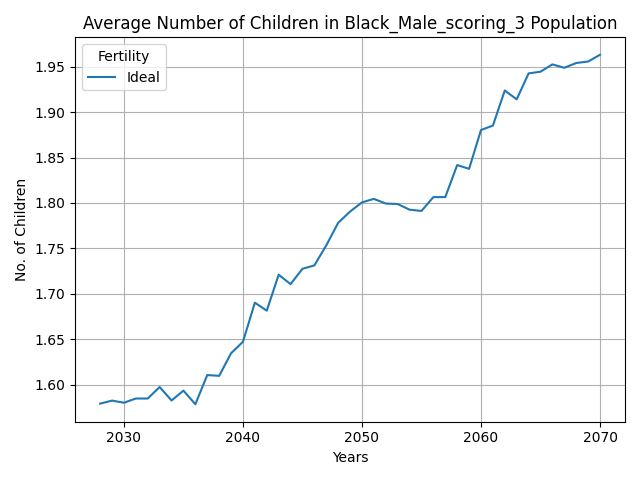 Average Number of Children in Black_Male_scoring_3 Population
Fertility
Ideal
No. of Children
1.95
1.90
1.85
1.80
1.75
1.70
1.65
1.60
2030 2040 2050 2060 2070
Years